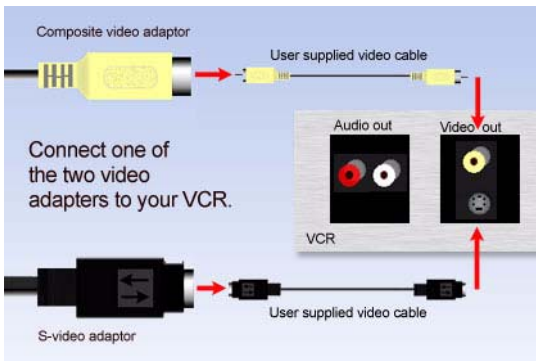 Composite video adaptor
User supplied video cable
Audio out
Video out
Connect one of
the two video
adapters to your VCR.
VCR
User supplied video cable
S-video adaptor